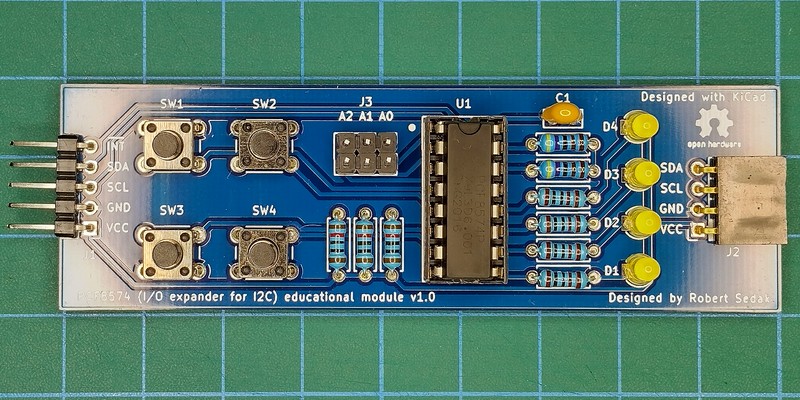 Designed with KiCad
SW1
SW2
J3
A2 A1 A0
U1
C1
D4
open hardware
INT
SDA
SCL
GND
VCC
D3
SDA
SCL
GND
VCC
D2
SW3
SW4
D1
J2
(I/O expander for I2C) educational module v1.0
Designed by Robert Sedak